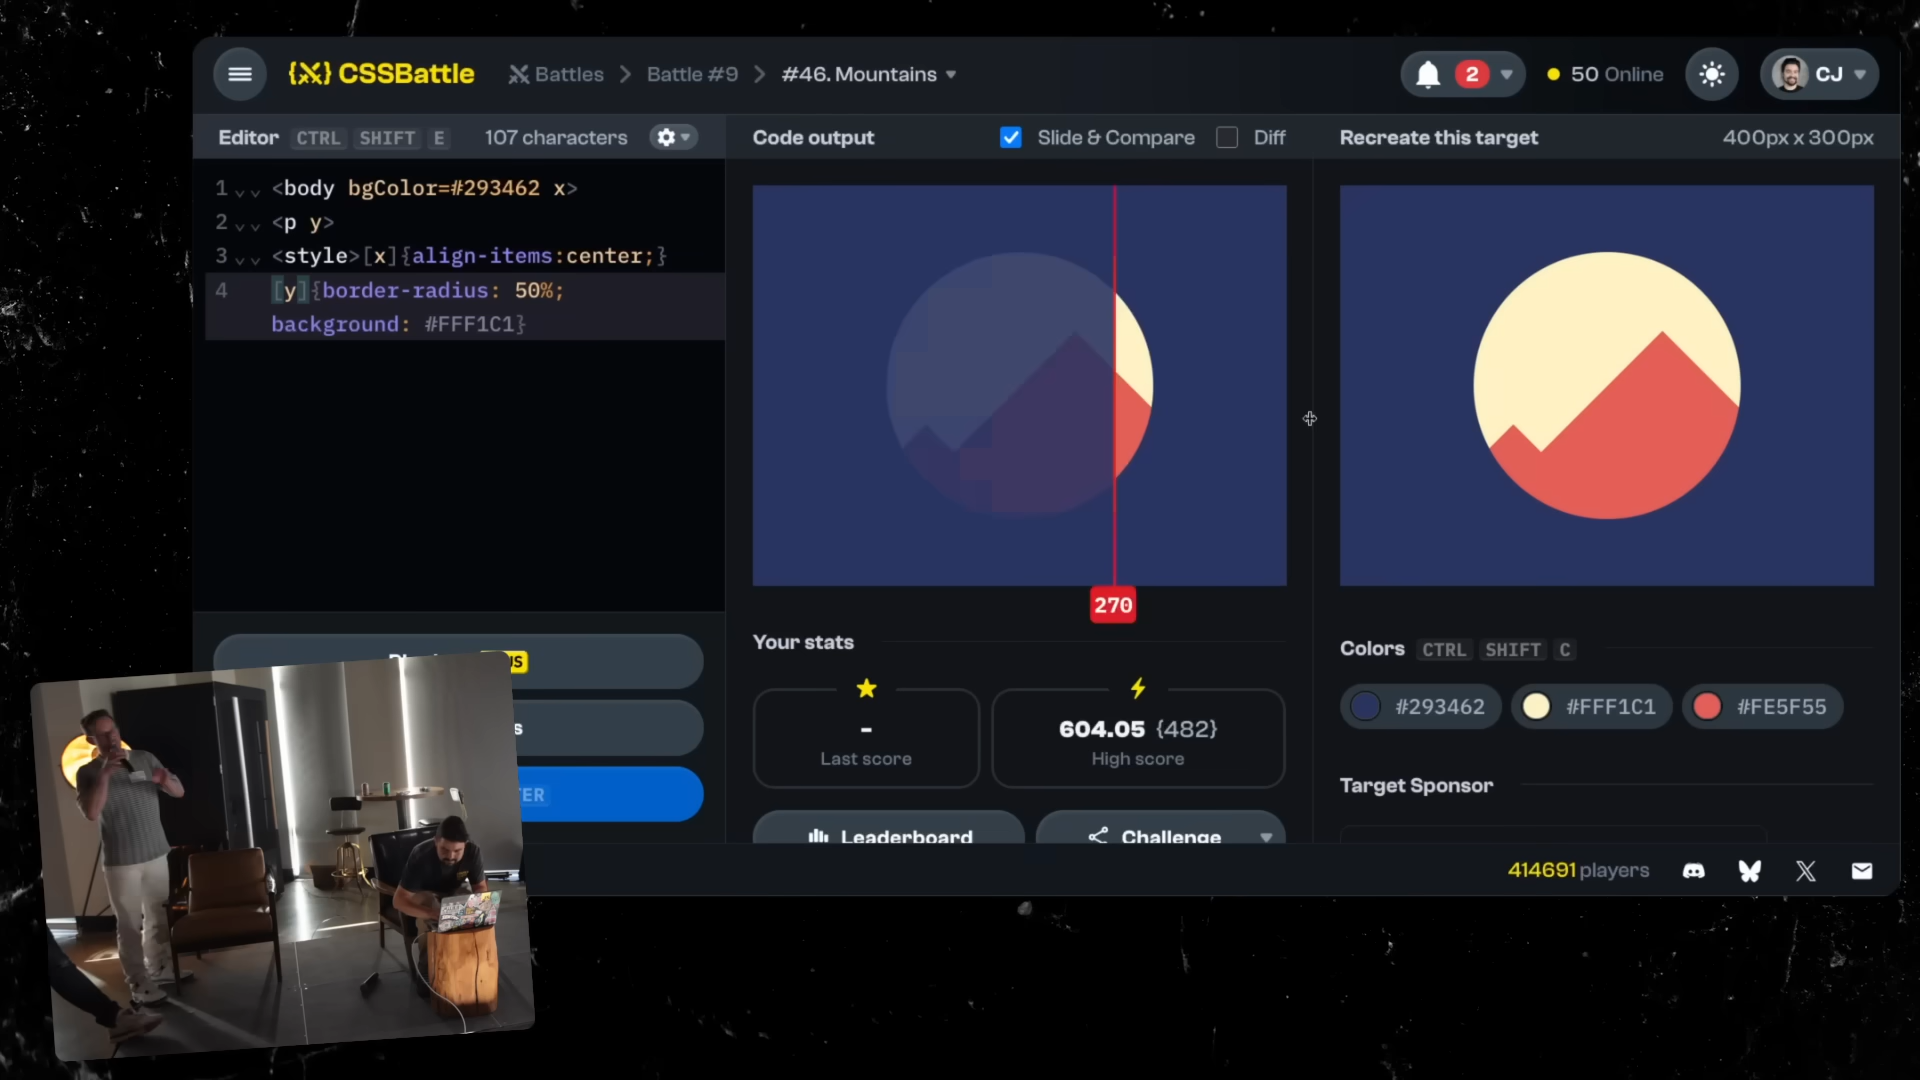 {X} CSSBattle
Battles > Battle #9 > #46. Mountains
2
50 Online
CJ
Editor CTRL SHIFT E 107 characters
Code output Slide & Compare Diff
Recreate this target 400px x 300px
1 <body bgColor=#293462 x>
2 <p y>
3 <style>[x]{align-items:center;}
4 [y]{border-radius: 50%;
background: #FFF1C1}
270
Your stats
-
Last score
604.05 {482}
High score
Leaderboard
Challenge
Colors CTRL SHIFT C
#293462 #FFF1C1 #FE5F55
Target Sponsor
414691 players